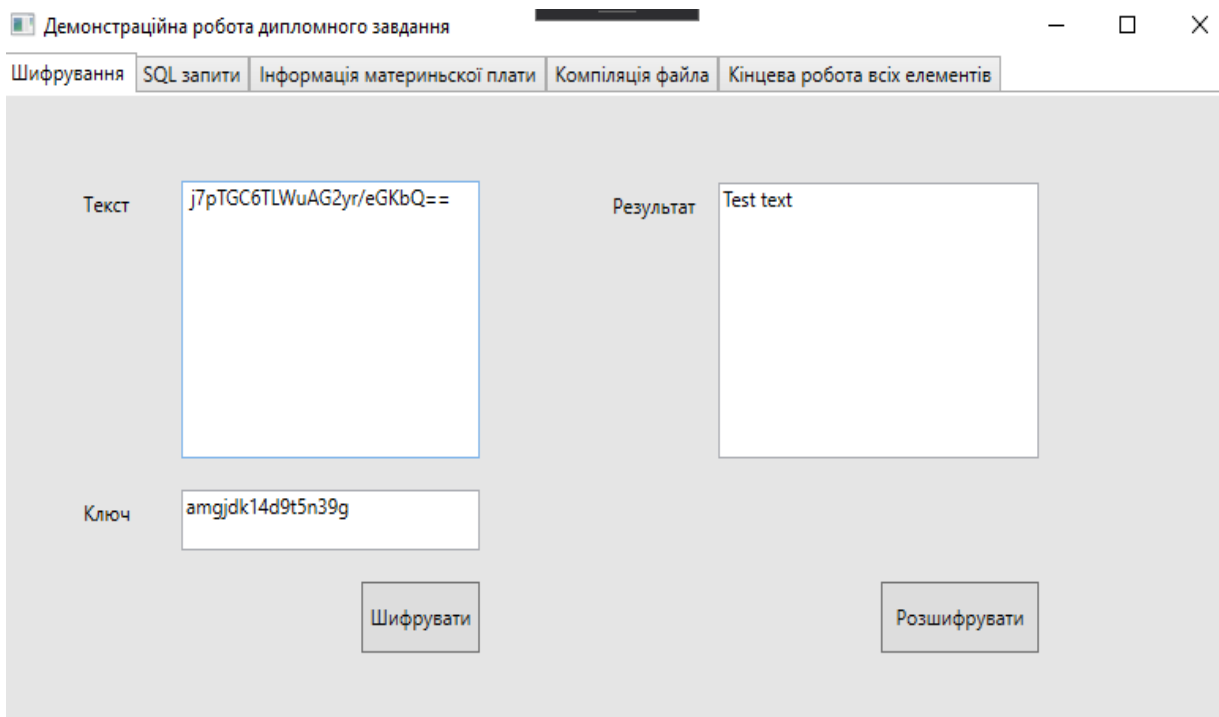 Демонстраційна робота дипломного завдання
Шифрування SQL запити Інформація материньскої плати Компіляція файла Кінцева робота всіх елементів
Текст j7pTGC6TLWuAG2yr/eGKbQ== Результат Test text
Ключ amgjdk14d9t5n39g
Шифрувати Розшифрувати